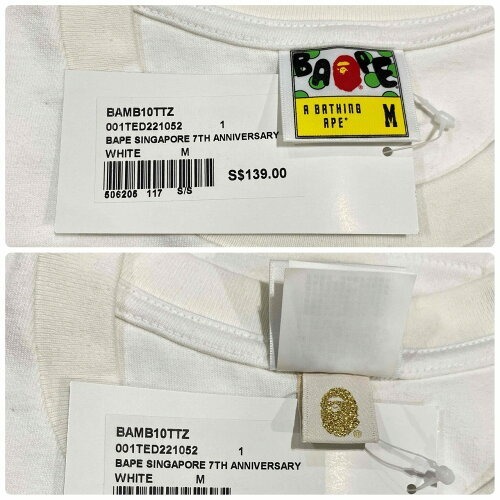 BAMB10TTZ
001TED221052 1
BAPE SINGAPORE 7TH ANNIVERSARY
WHITE M
506205 117 S/S
S$139.00
BAPE
A BATHING
APE® M
BAMB10TTZ
001TED221052 1
BAPE SINGAPORE 7TH ANNIVERSARY
WHITE M
®